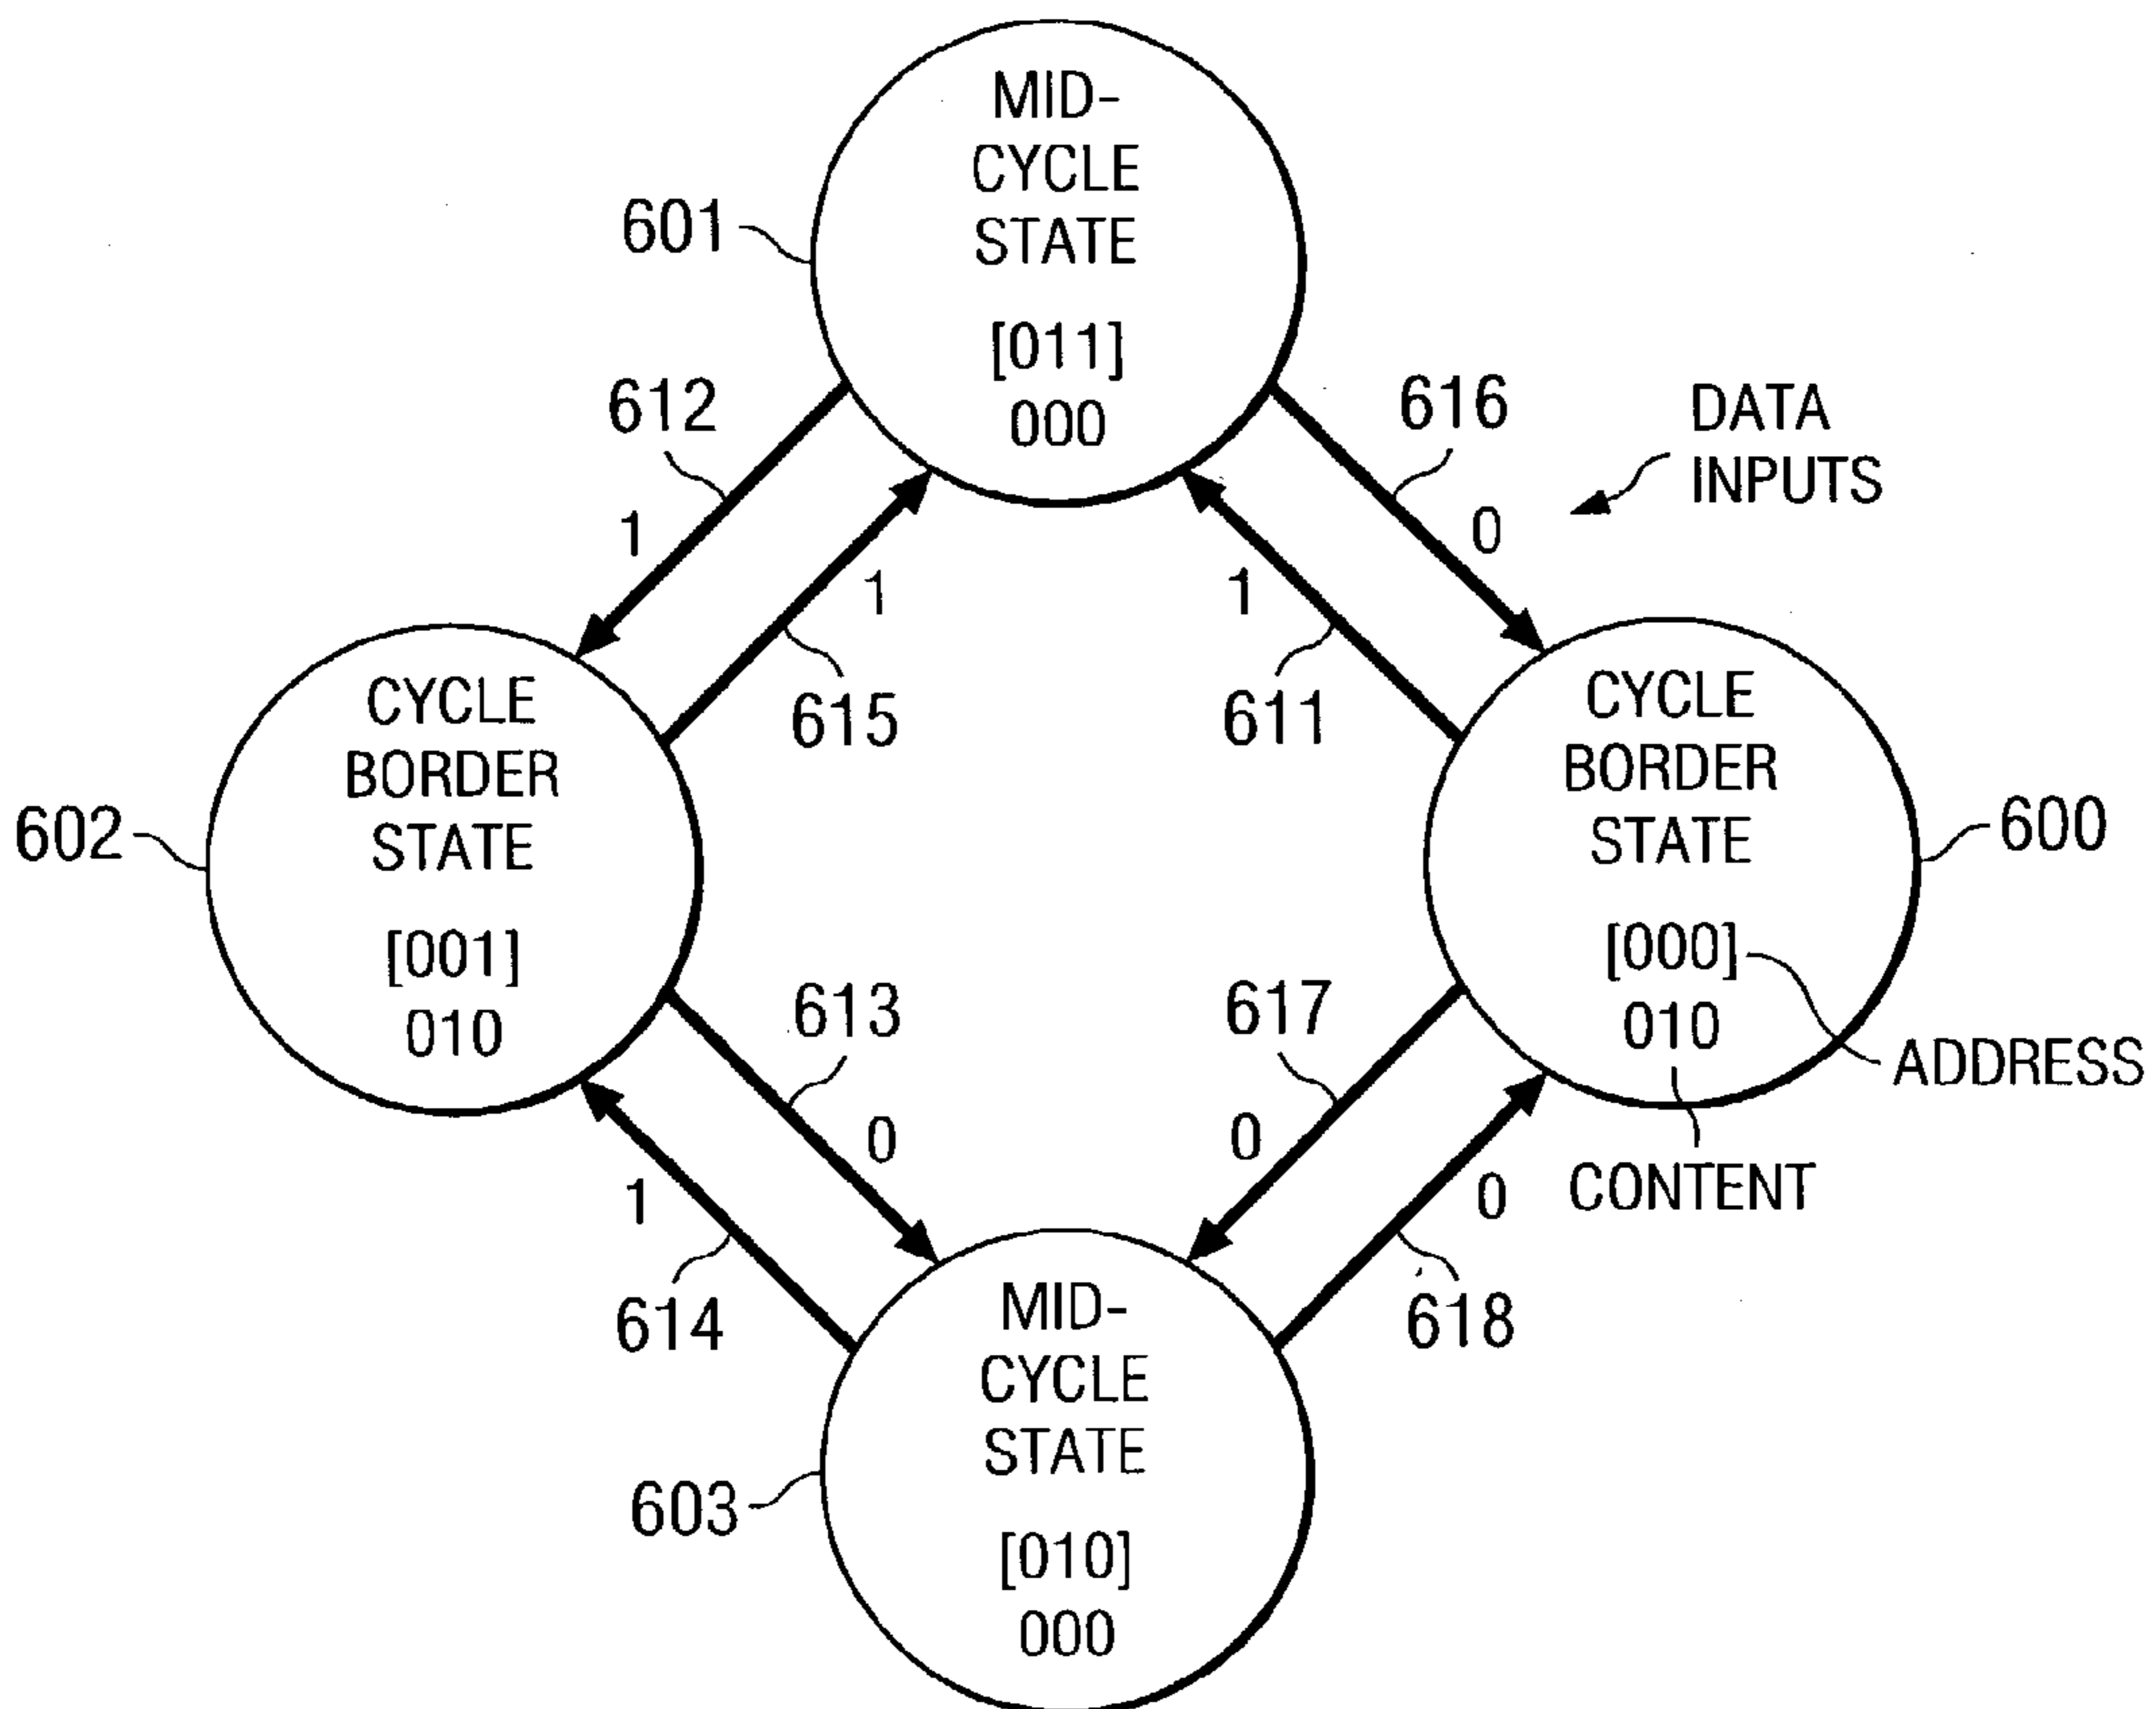 MID-
CYCLE
STATE
[011]
000
601
612
616
DATA
INPUTS
1
0
1
1
615
611
CYCLE
BORDER
STATE
[001]
010
602
CYCLE
BORDER
STATE
[000]
010
600
ADDRESS
CONTENT
613
617
0
0
1
0
614
618
MID-
CYCLE
STATE
[010]
000
603